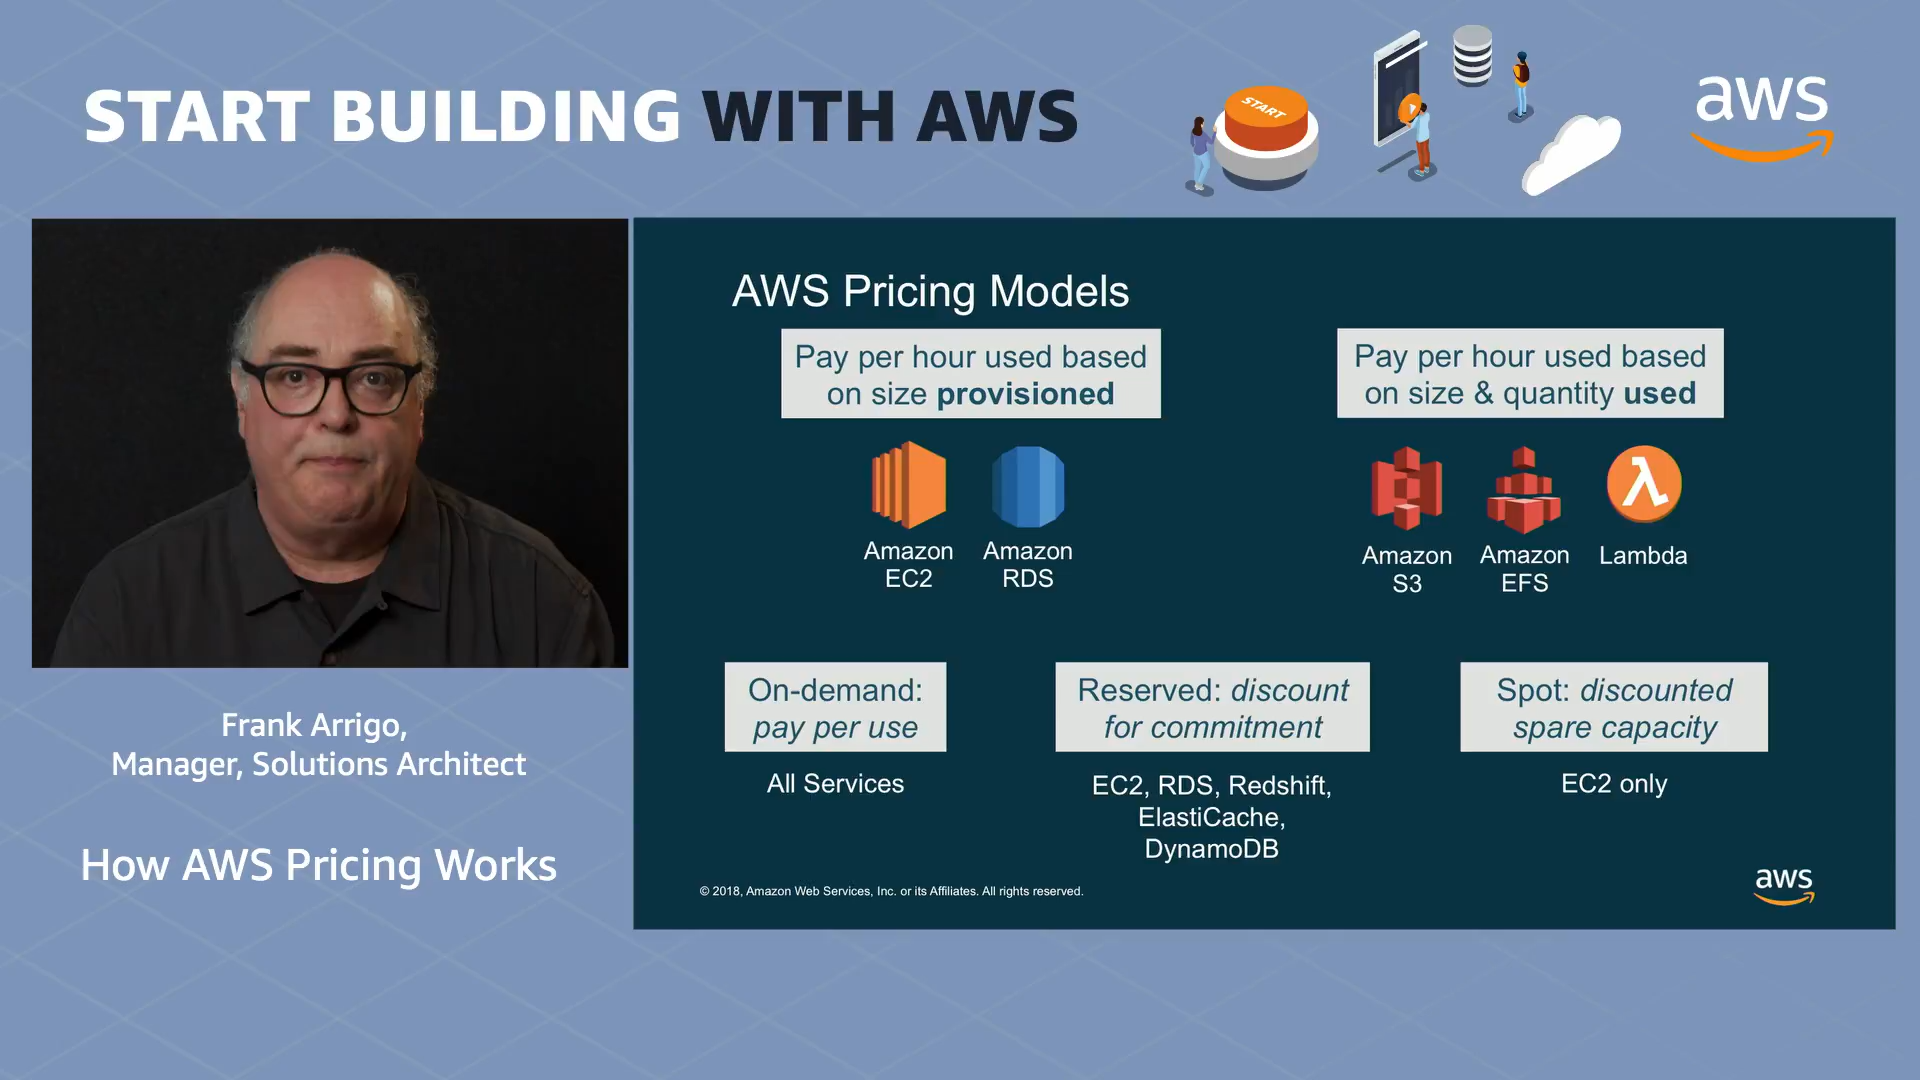 START BUILDING WITH AWS
START
aws
AWS Pricing Models
Pay per hour used based
on size provisioned
Pay per hour used based
on size & quantity used
Amazon
EC2
Amazon
RDS
Amazon
S3
Amazon
EFS
λ
Lambda
On-demand:
pay per use
All Services
Reserved: discount
for commitment
EC2, RDS, Redshift,
ElastiCache,
DynamoDB
Spot: discounted
spare capacity
EC2 only
© 2018, Amazon Web Services, Inc. or its Affiliates. All rights reserved.
aws
Frank Arrigo,
Manager, Solutions Architect
How AWS Pricing Works